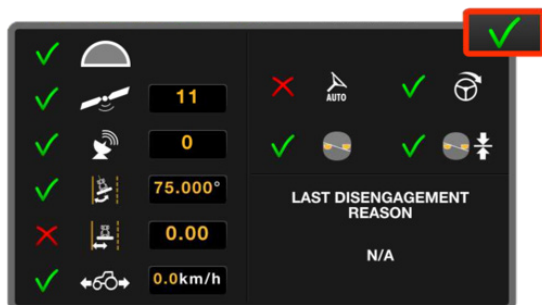 11
AUTO
0
75.000°
LAST DISENGAGEMENT
REASON
0.00
N/A
0.0km/h